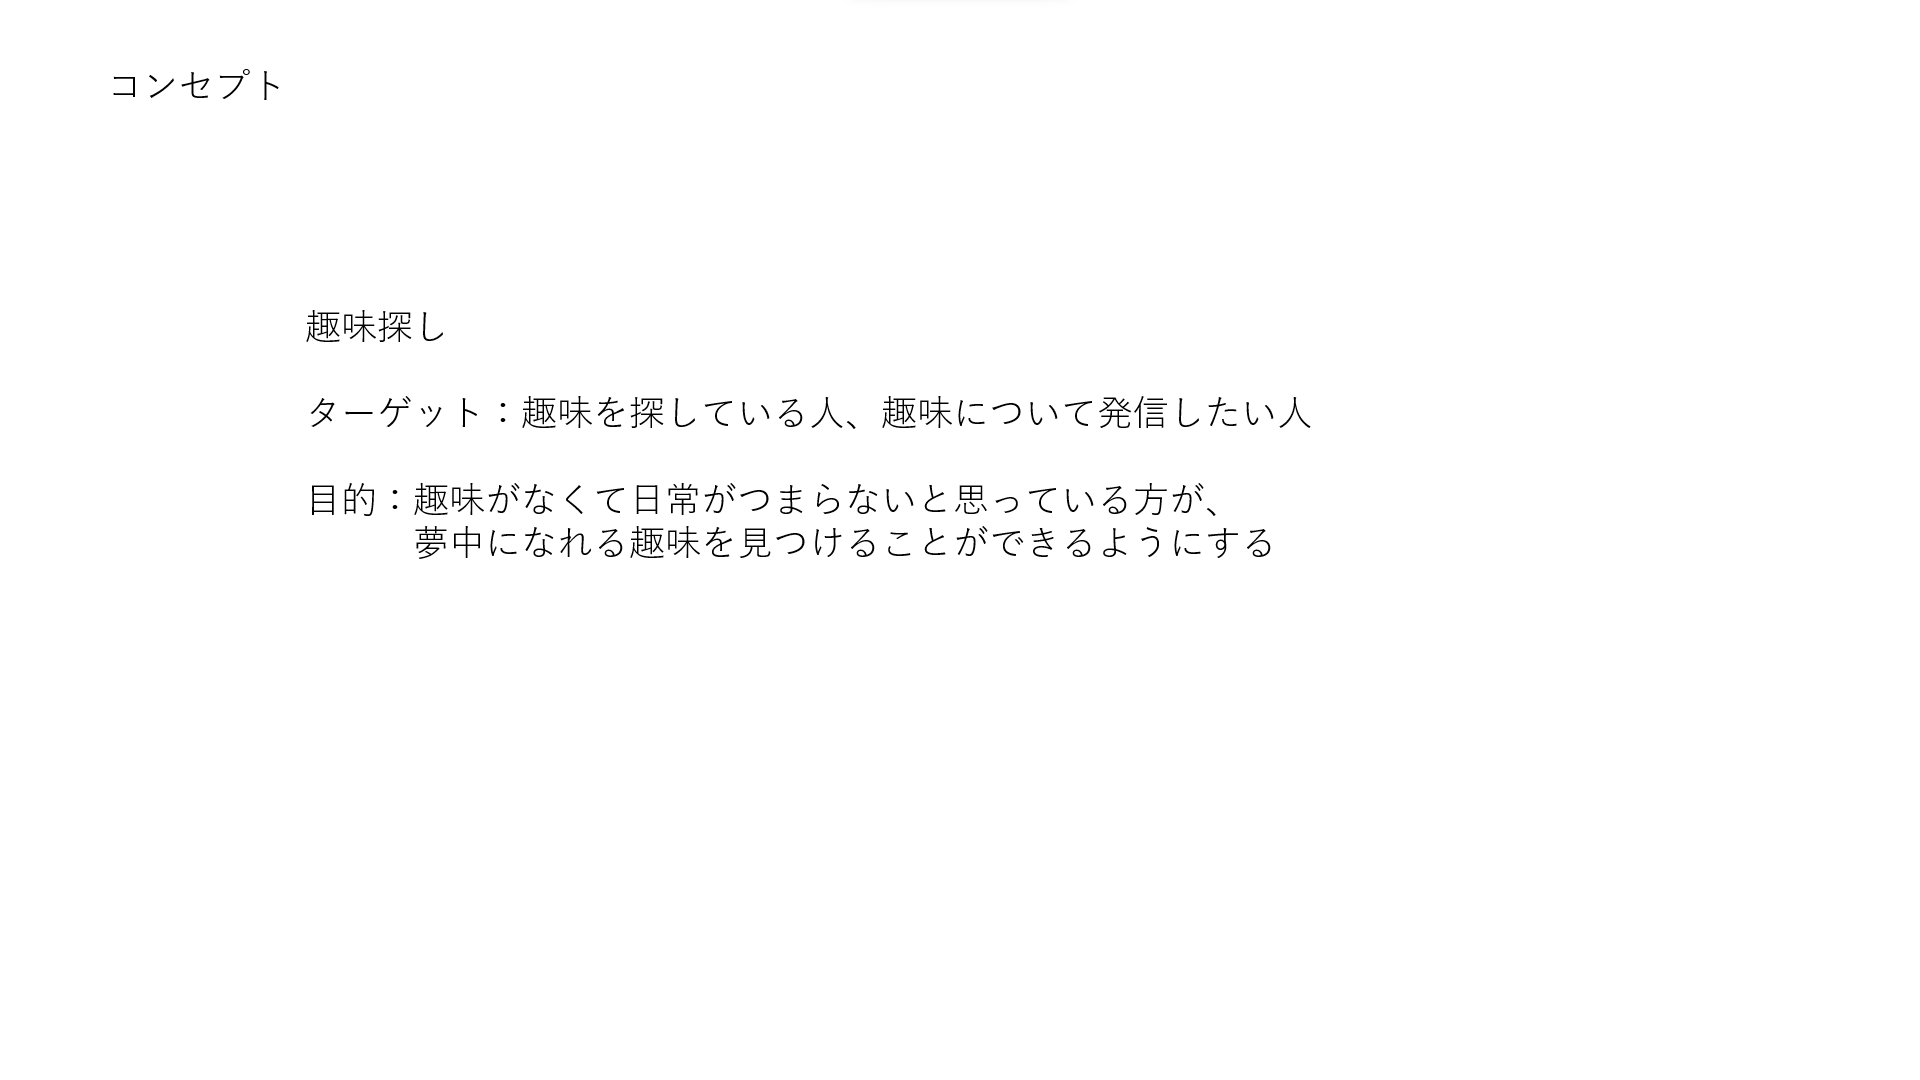 コンセプト
趣味探し
ターゲット：趣味を探している人、趣味について発信したい人
目的：趣味がなくて日常がつまらないと思っている方が、
夢中になれる趣味を見つけることができるようにする